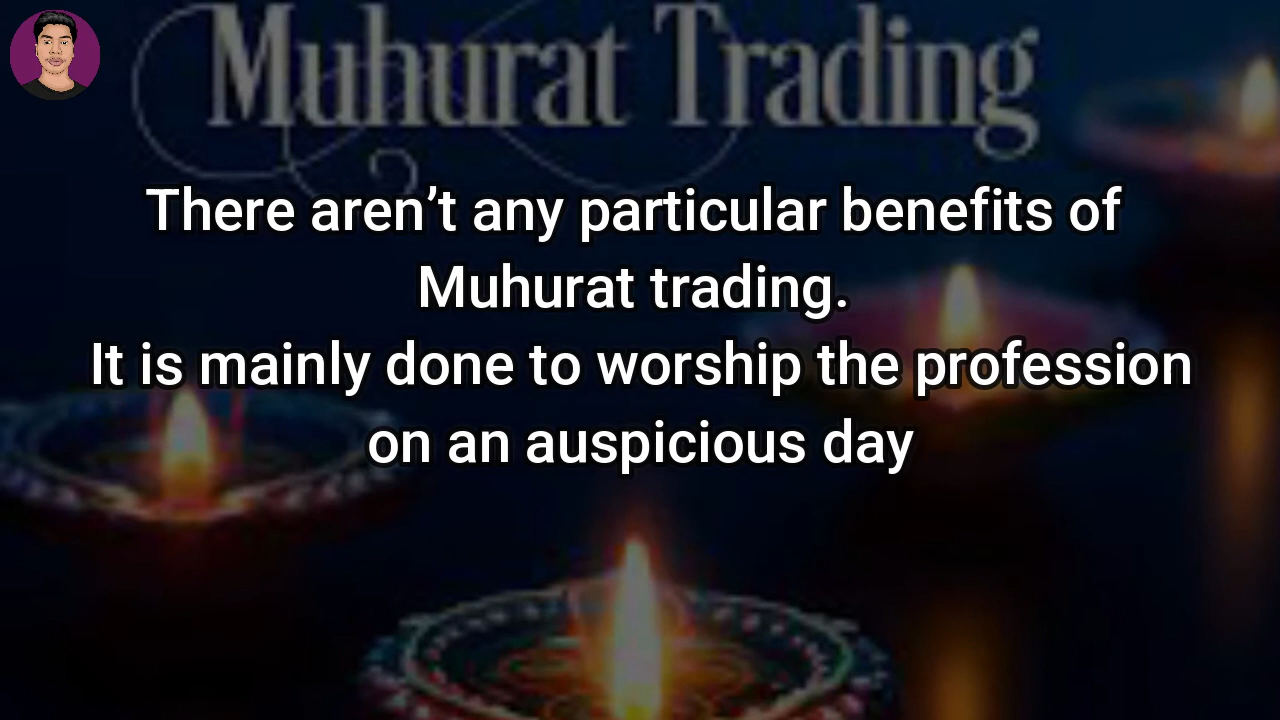 Muhurat Trading
There aren’t any particular benefits of
Muhurat trading.
It is mainly done to worship the profession
on an auspicious day